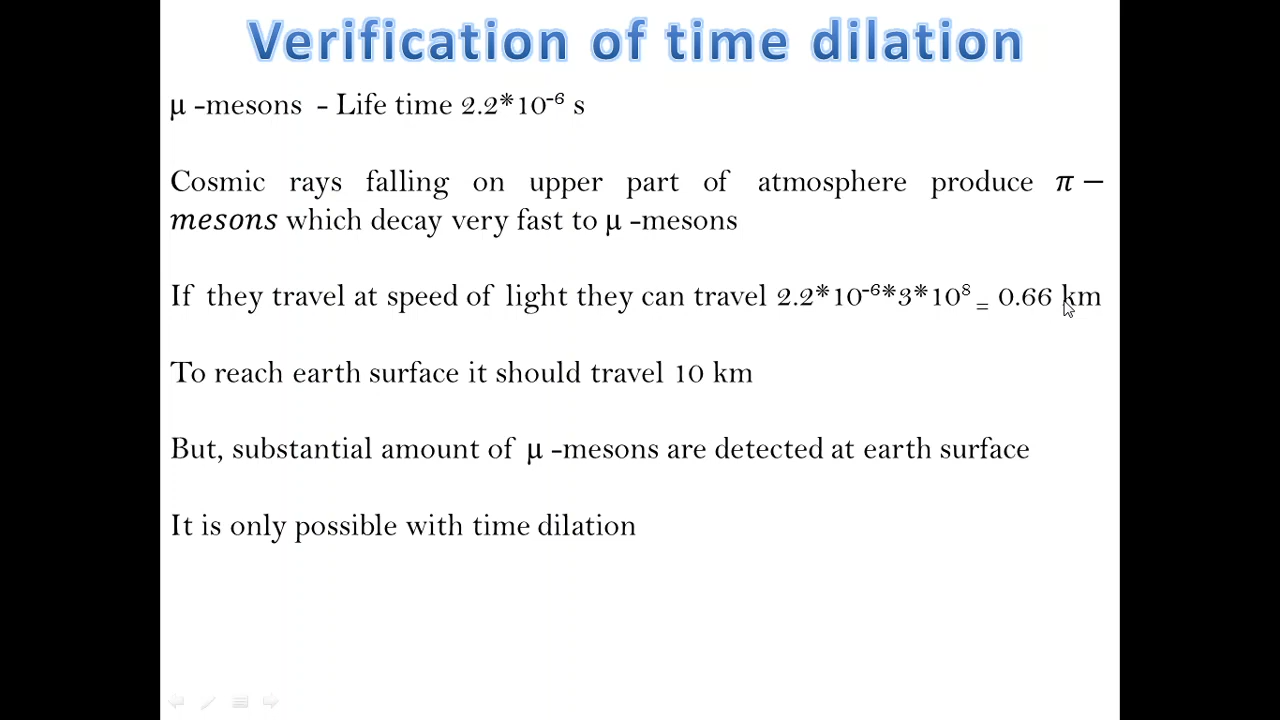 Verification of time dilation
µ -mesons - Life time 2.2*10⁻⁶ s
Cosmic rays falling on upper part of atmosphere produce π −
mesons which decay very fast to µ -mesons
If they travel at speed of light they can travel 2.2*10⁻⁶*3*10⁸ = 0.66 km
To reach earth surface it should travel 10 km
But, substantial amount of µ -mesons are detected at earth surface
It is only possible with time dilation